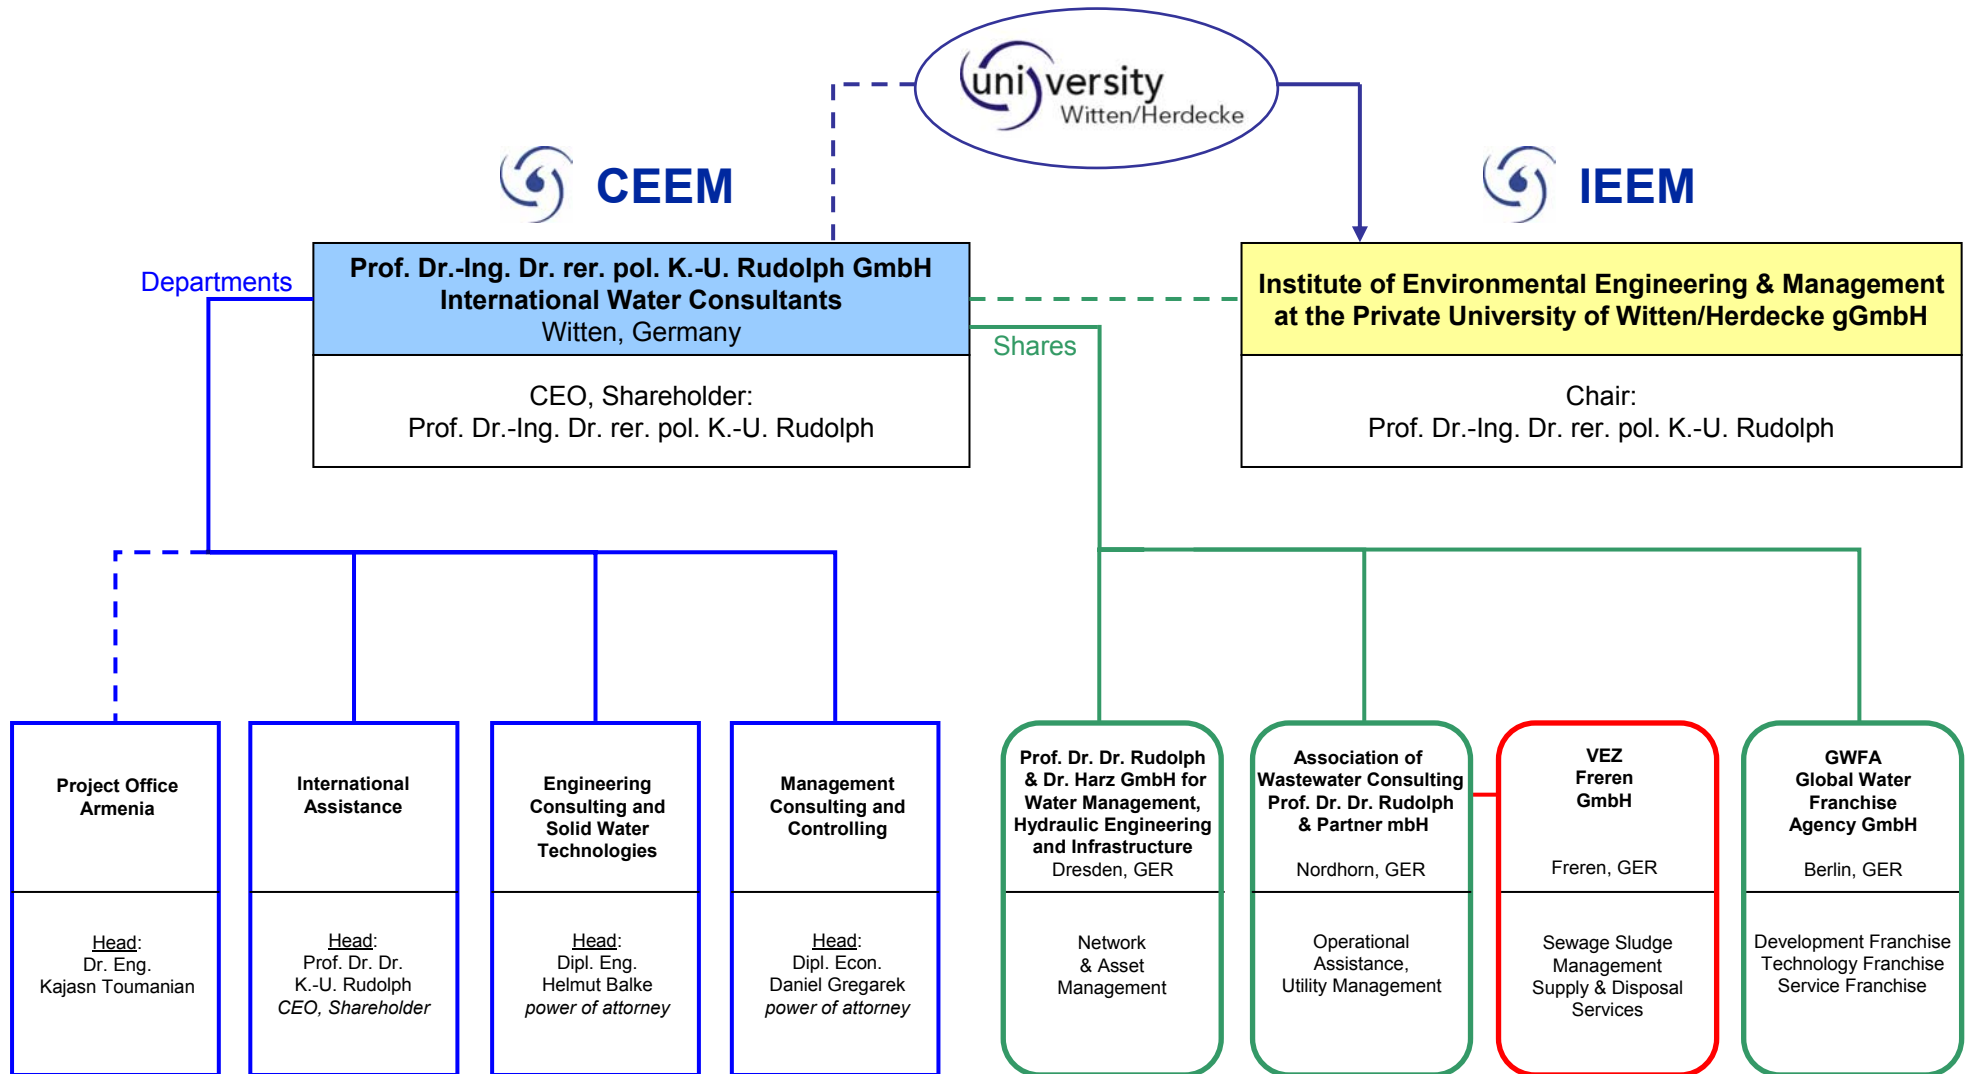 uni)versity
Witten/Herdecke
CEEM
IEEM
Departments
Prof. Dr.-Ing. Dr. rer. pol. K.-U. Rudolph GmbH
International Water Consultants
Witten, Germany
CEO, Shareholder:
Prof. Dr.-Ing. Dr. rer. pol. K.-U. Rudolph
Shares
Institute of Environmental Engineering & Management
at the Private University of Witten/Herdecke gGmbH
Chair:
Prof. Dr.-Ing. Dr. rer. pol. K.-U. Rudolph
Project Office
Armenia
Head:
Dr. Eng.
Kajasn Toumanian
International
Assistance
Head:
Prof. Dr. Dr.
K.-U. Rudolph
CEO, Shareholder
Engineering
Consulting and
Solid Water
Technologies
Head:
Dipl. Eng.
Helmut Balke
power of attorney
Management
Consulting and
Controlling
Head:
Dipl. Econ.
Daniel Gregarek
power of attorney
Prof. Dr. Dr. Rudolph
& Dr. Harz GmbH for
Water Management,
Hydraulic Engineering
and Infrastructure
Dresden, GER
Network
& Asset
Management
Association of
Wastewater Consulting
Prof. Dr. Dr. Rudolph
& Partner mbH
Nordhorn, GER
Operational
Assistance,
Utility Management
VEZ
Freren
GmbH
Freren, GER
Sewage Sludge
Management
Supply & Disposal
Services
GWFA
Global Water
Franchise
Agency GmbH
Berlin, GER
Development Franchise
Technology Franchise
Service Franchise